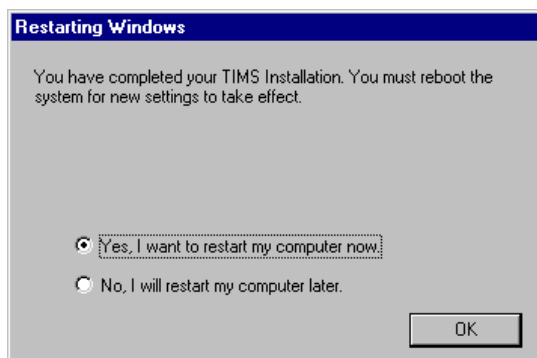 Restarting Windows
You have completed your TIMS Installation. You must reboot the
system for new settings to take effect.
Yes, I want to restart my computer now.
No, I will restart my computer later.
OK